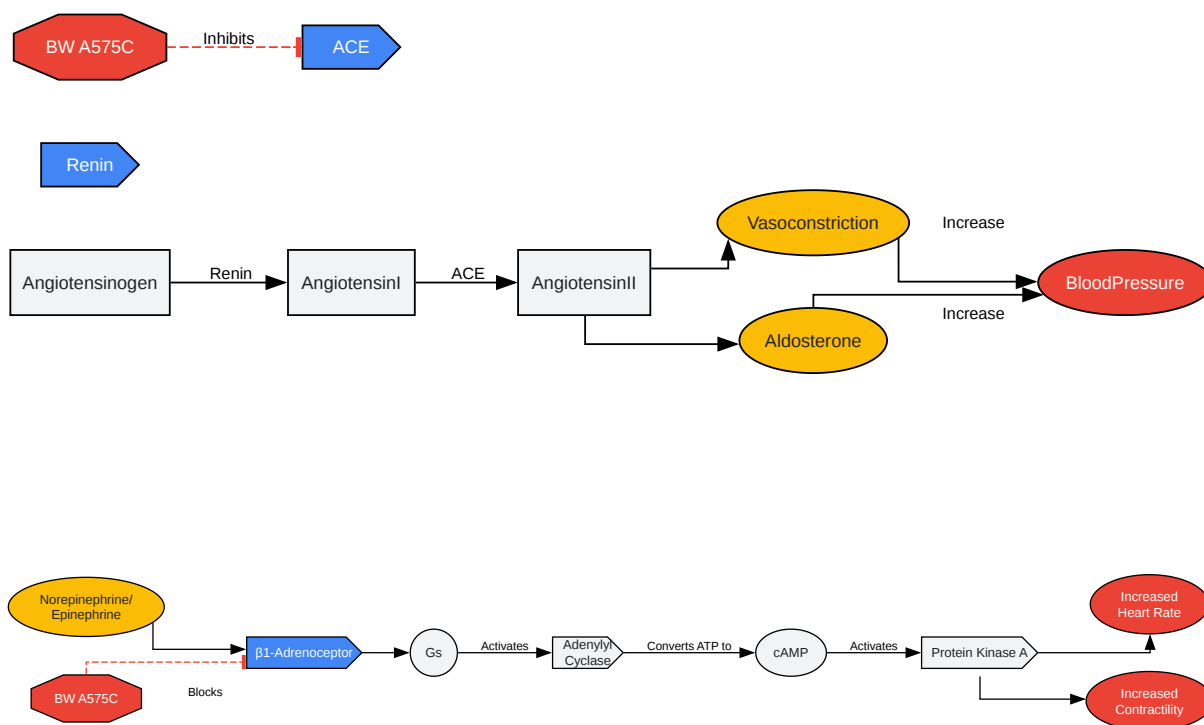 BW A575C
Inhibits
ACE
Renin
Vasoconstriction
Increase
Angiotensinogen
Renin
AngiotensinI
ACE
AngiotensinII
BloodPressure
Increase
Aldosterone
Norepinephrine/
Epinephrine
β1-Adrenoceptor
Gs
Activates
Adenylyl
Cyclase
Converts ATP to
cAMP
Activates
Protein Kinase A
Increased
Heart Rate
BW A575C
Blocks
Increased
Contractility